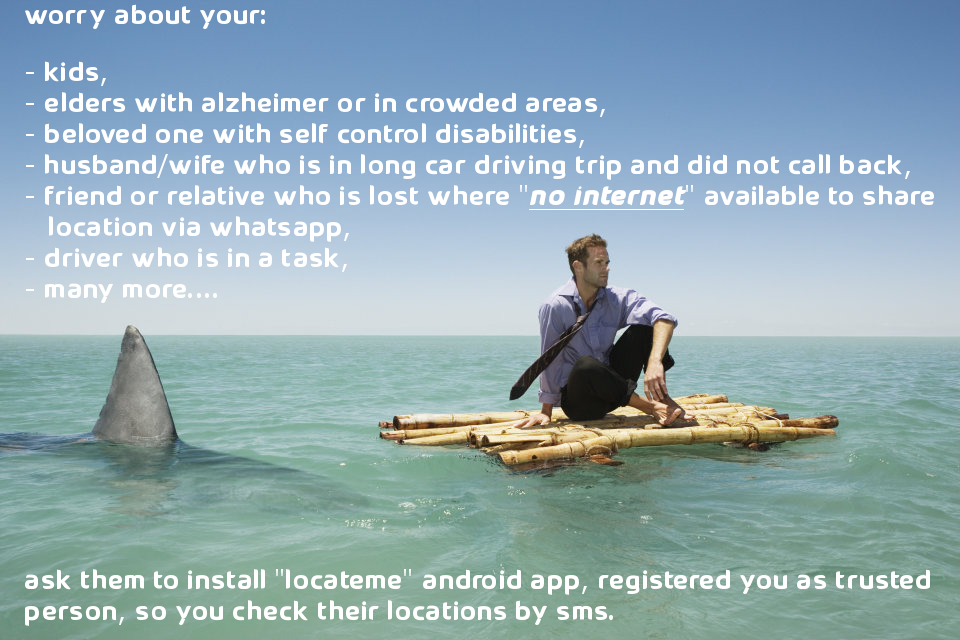 worry about your:
- kids,
- elders with alzheimer or in crowded areas,
- beloved one with self control disabilities,
- husband/wife who is in long car driving trip and did not call back,
- friend or relative who is lost where "no internet" available to share
location via whatsapp,
- driver who is in a task,
- many more....
ask them to install "locateme" android app, registered you as trusted
person, so you check their locations by sms.